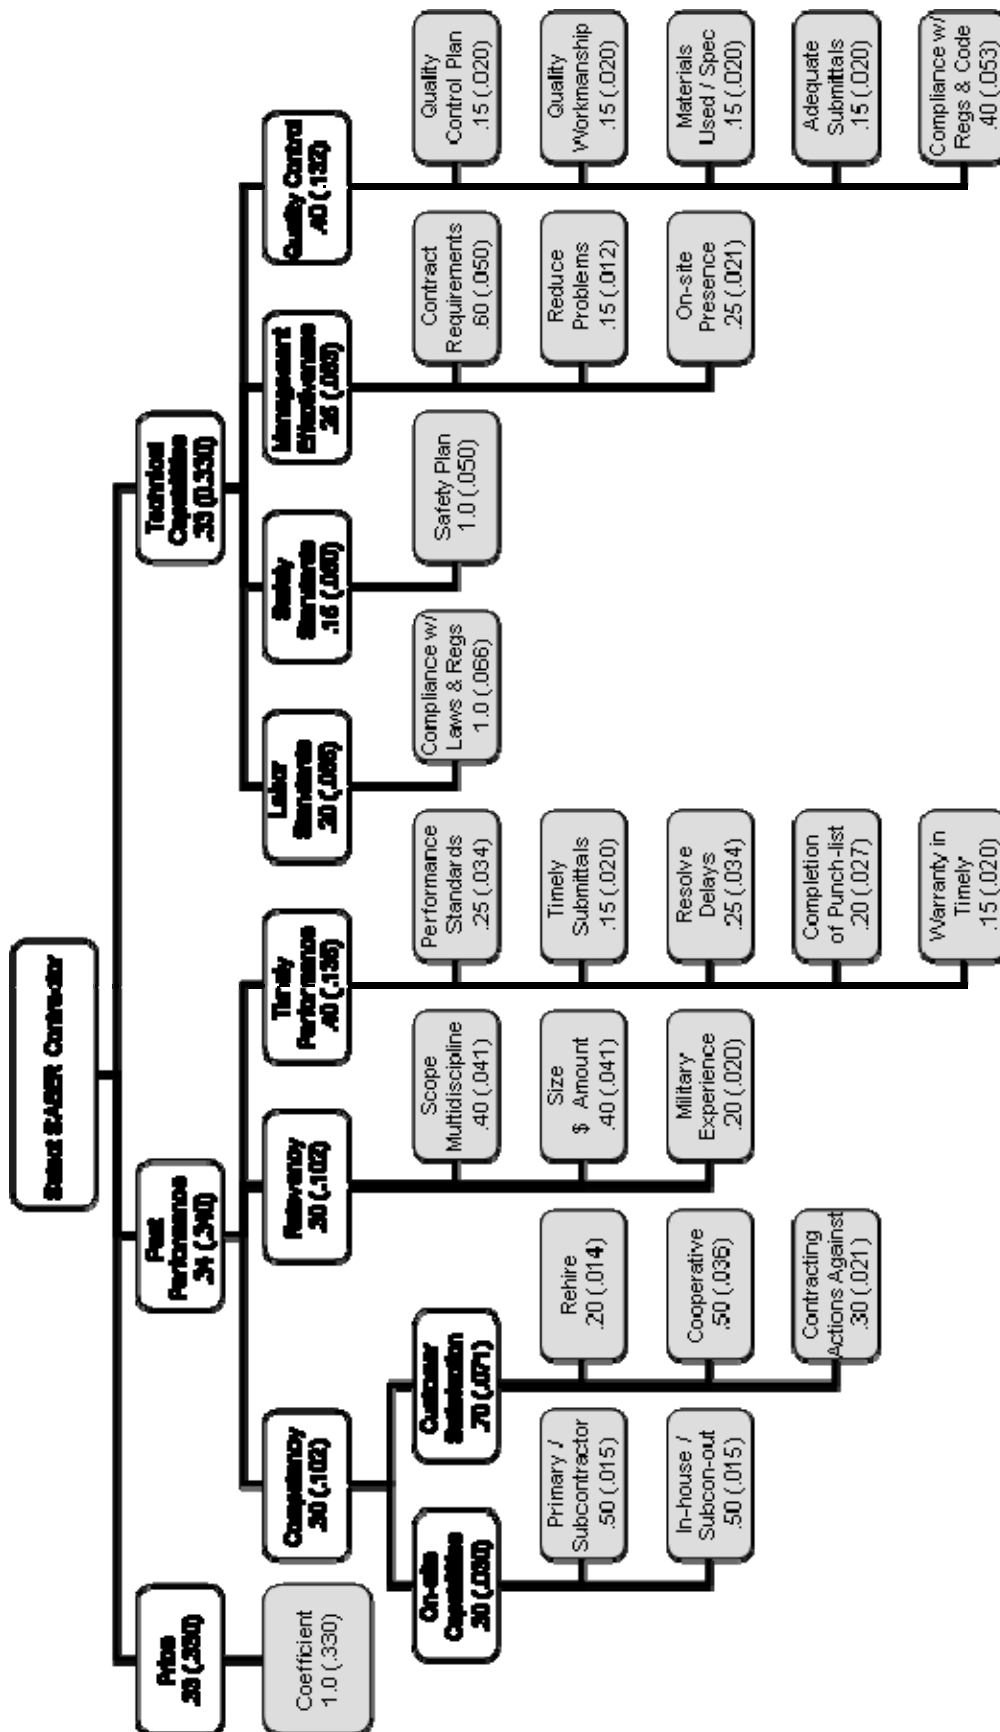 Select SABER Contractor
Price
.33 (.330)
Coefficient
1.0 (.330)
Past
Performance
.34 (.340)
Competency
.30 (.102)
On-site
Capabilities
.30 (.030)
Primary /
Subcontractor
.50 (.015)
In-house /
Subcon-out
.50 (.015)
Customer
Satisfaction
.70 (.071)
Rehire
.20 (.014)
Cooperative
.50 (.036)
Contracting
Actions Against
.30 (.021)
Relevancy
.30 (.102)
Scope
Multidiscipline
.40 (.041)
Size
$ Amount
.40 (.041)
Military
Experience
.20 (.020)
Timely
Performance
.40 (.136)
Performance
Standards
.25 (.034)
Timely
Submittals
.15 (.020)
Resolve
Delays
.25 (.034)
Completion
of Punch-list
.20 (.027)
Warranty in
Timely
.15 (.020)
Technical
Capabilities
.33 (0.330)
Labor
Standards
.20 (.066)
Compliance w/
Laws & Regs
1.0 (.066)
Safety
Standards
.15 (.050)
Safety Plan
1.0 (.050)
Management
Effectiveness
.25 (.083)
Contract
Requirements
.60 (.050)
Reduce
Problems
.15 (.012)
On-site
Presence
.25 (.021)
Quality Control
.40 (.132)
Quality
Control Plan
.15 (.020)
Quality
Workmanship
.15 (.020)
Materials
Used / Spec
.15 (.020)
Adequate
Submittals
.15 (.020)
Compliance w/
Regs & Code
.40 (.053)